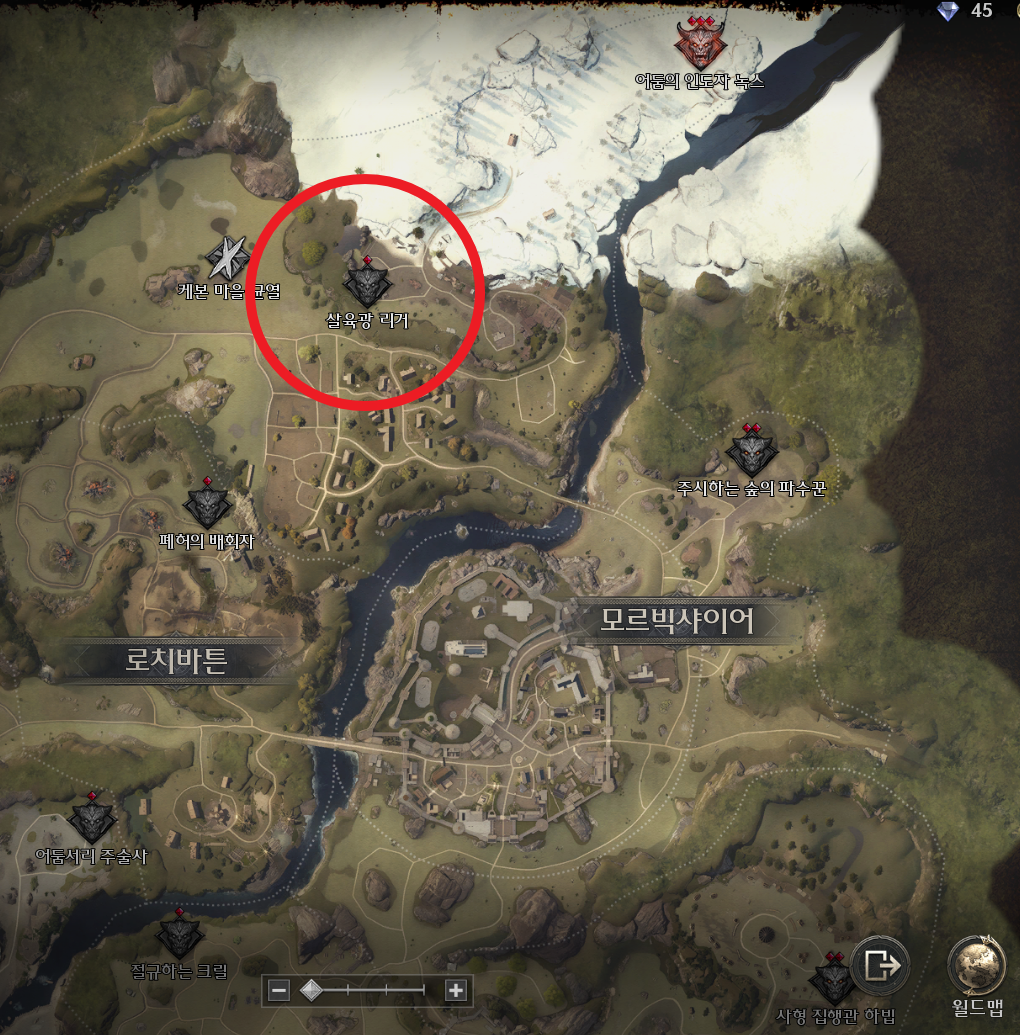 45
어둠의 인도자 녹스
케본 마을 균열
살육광 리거
주시하는 숲의 파수꾼
폐허의 배회자
모르빅샤이어
로치바튼
어둠서리 주술사
절규하는 크릴
사형 집행관 하빕
월드맵